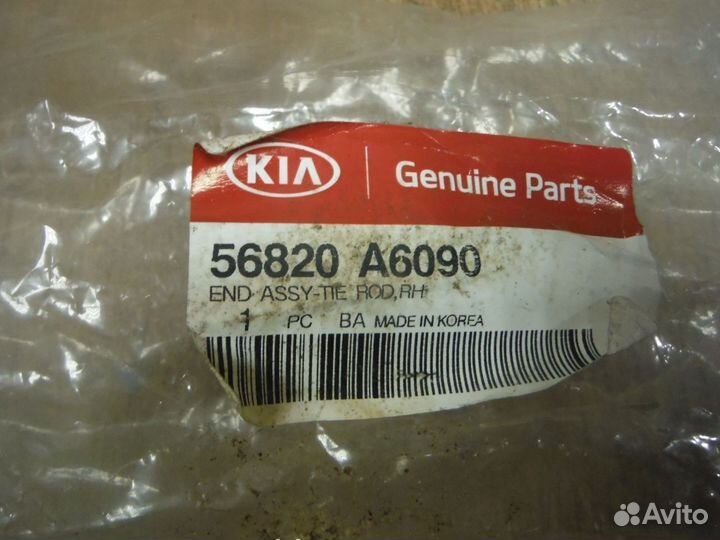 KIA Genuine Parts
56820 A6090
END ASSY-TIE ROD,RH
1 PC BA MADE IN KOREA
Avito